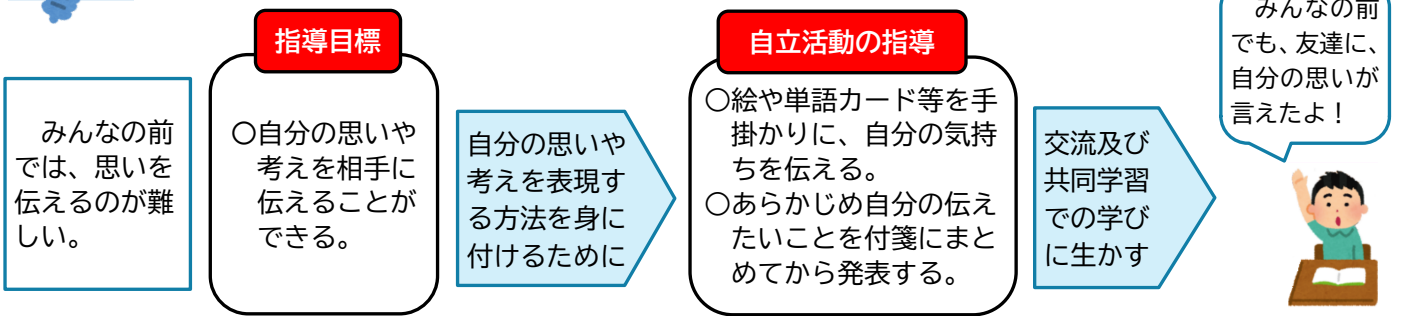 みんなの前
では、思いを
伝えるのが難
しい。
指導目標
○自分の思いや
考えを相手に
伝えることが
できる。
自分の思いや
考えを表現す
る方法を身に
付けるために
自立活動の指導
○絵や単語カード等を手
掛かりに、自分の気持
ちを伝える。
○あらかじめ自分の伝え
たいことを付箋にまと
めてから発表する。
交流及び
共同学習
での学び
に生かす
みんなの前
でも、友達に、
自分の思いが
言えたよ！